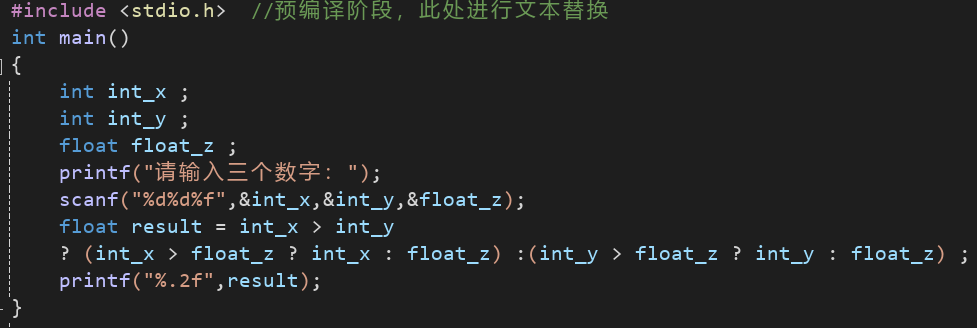 #include <stdio.h>  //预编译阶段，此处进行文本替换
int main()
{
    int int_x ;
    int int_y ;
    float float_z ;
    printf("请输入三个数字：");
    scanf("%d%d%f",&int_x,&int_y,&float_z);
    float result = int_x > int_y
    ? (int_x > float_z ? int_x : float_z) :(int_y > float_z ? int_y : float_z) ;
    printf("%.2f",result);
}